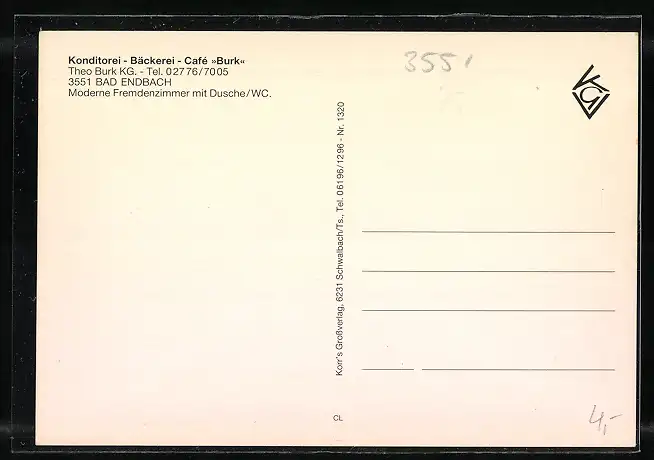 Konditorei - Bäckerei - Café »Burk«
Theo Burk KG. - Tel. 02776/7005
3551 BAD ENDBACH
Moderne Fremdenzimmer mit Dusche/WC.
3551
Korr's Großverlag, 6231 Schwalbach/Ts., Tel. 06196/1296 - Nr. 1320
CL
4,-